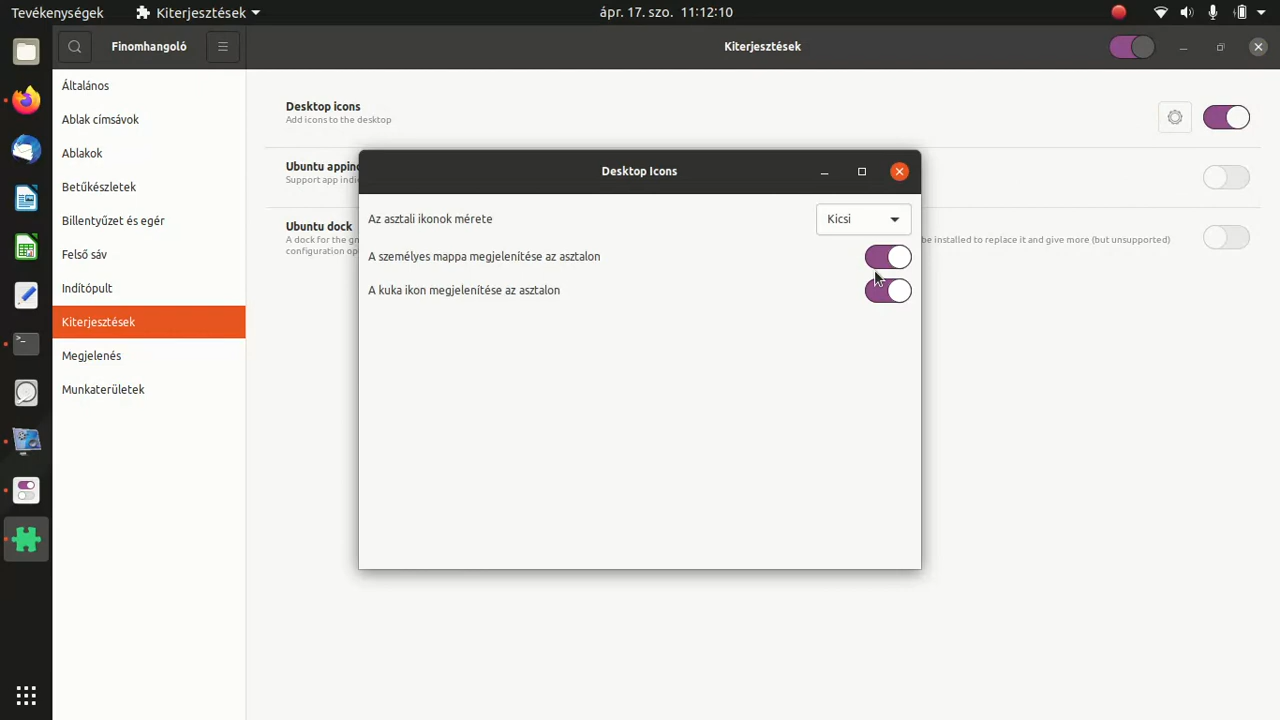 Tevékenységek
Kiterjesztések
ápr. 17. szo.  11:12:10
Finomhangoló
Kiterjesztések
Általános
Ablak címsávok
Ablakok
Betűkészletek
Billentyűzet és egér
Felső sáv
Indítópult
Kiterjesztések
Megjelenés
Munkaterületek
Desktop icons
Add icons to the desktop
Ubuntu appin
Support app indi
Ubuntu dock
A dock for the gn
be installed to replace it and give more (but unsupported)
configuration op
Desktop Icons
Az asztali ikonok mérete
Kicsi
A személyes mappa megjelenítése az asztalon
A kuka ikon megjelenítése az asztalon